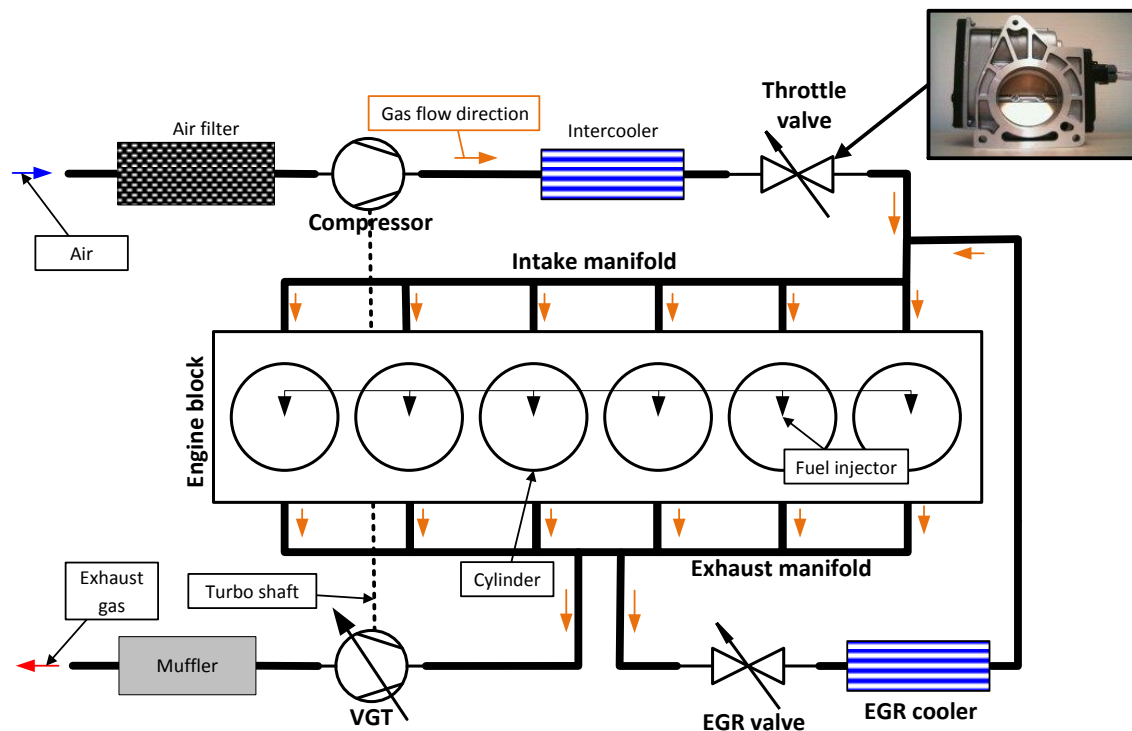 Throttle
valve
Air filter
Gas flow direction
Intercooler
Compressor
Air
Intake manifold
Engine block
Fuel injector
Cylinder
Exhaust manifold
Exhaust
gas
Turbo shaft
Muffler
VGT
EGR valve
EGR cooler